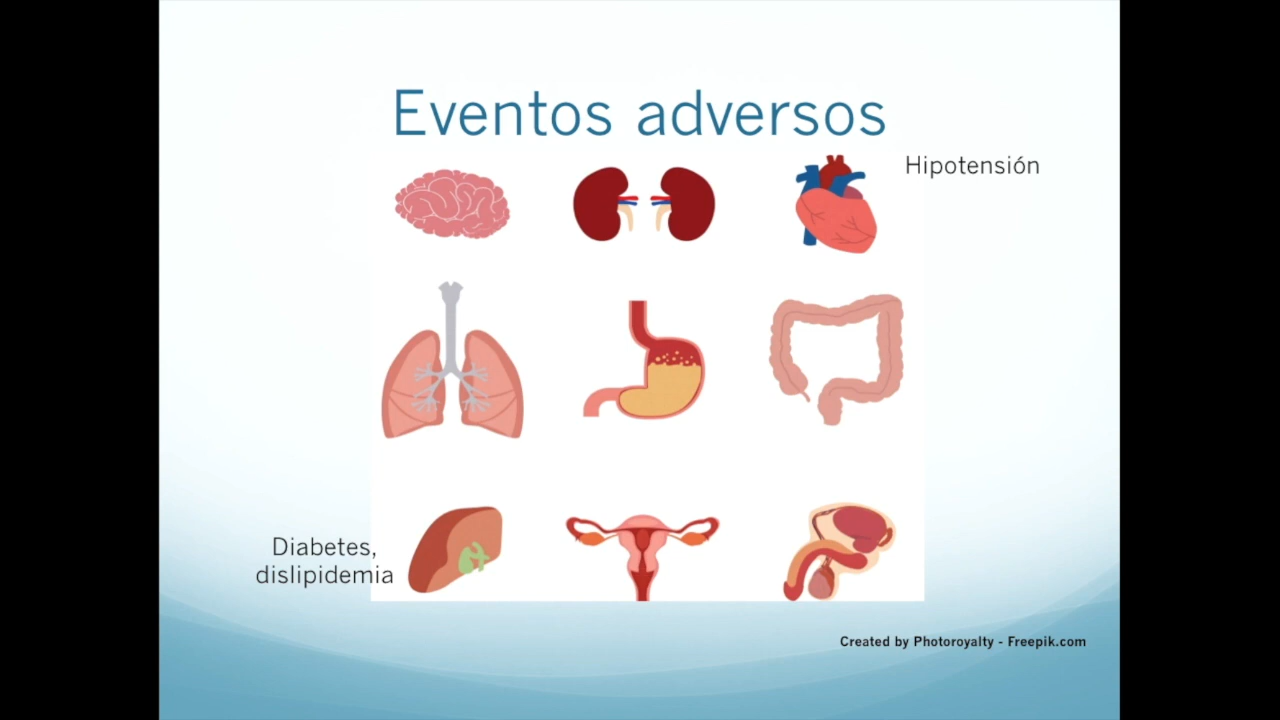 Eventos adversos
Hipotensión
Diabetes,
dislipidemia
Created by Photoroyalty - Freepik.com